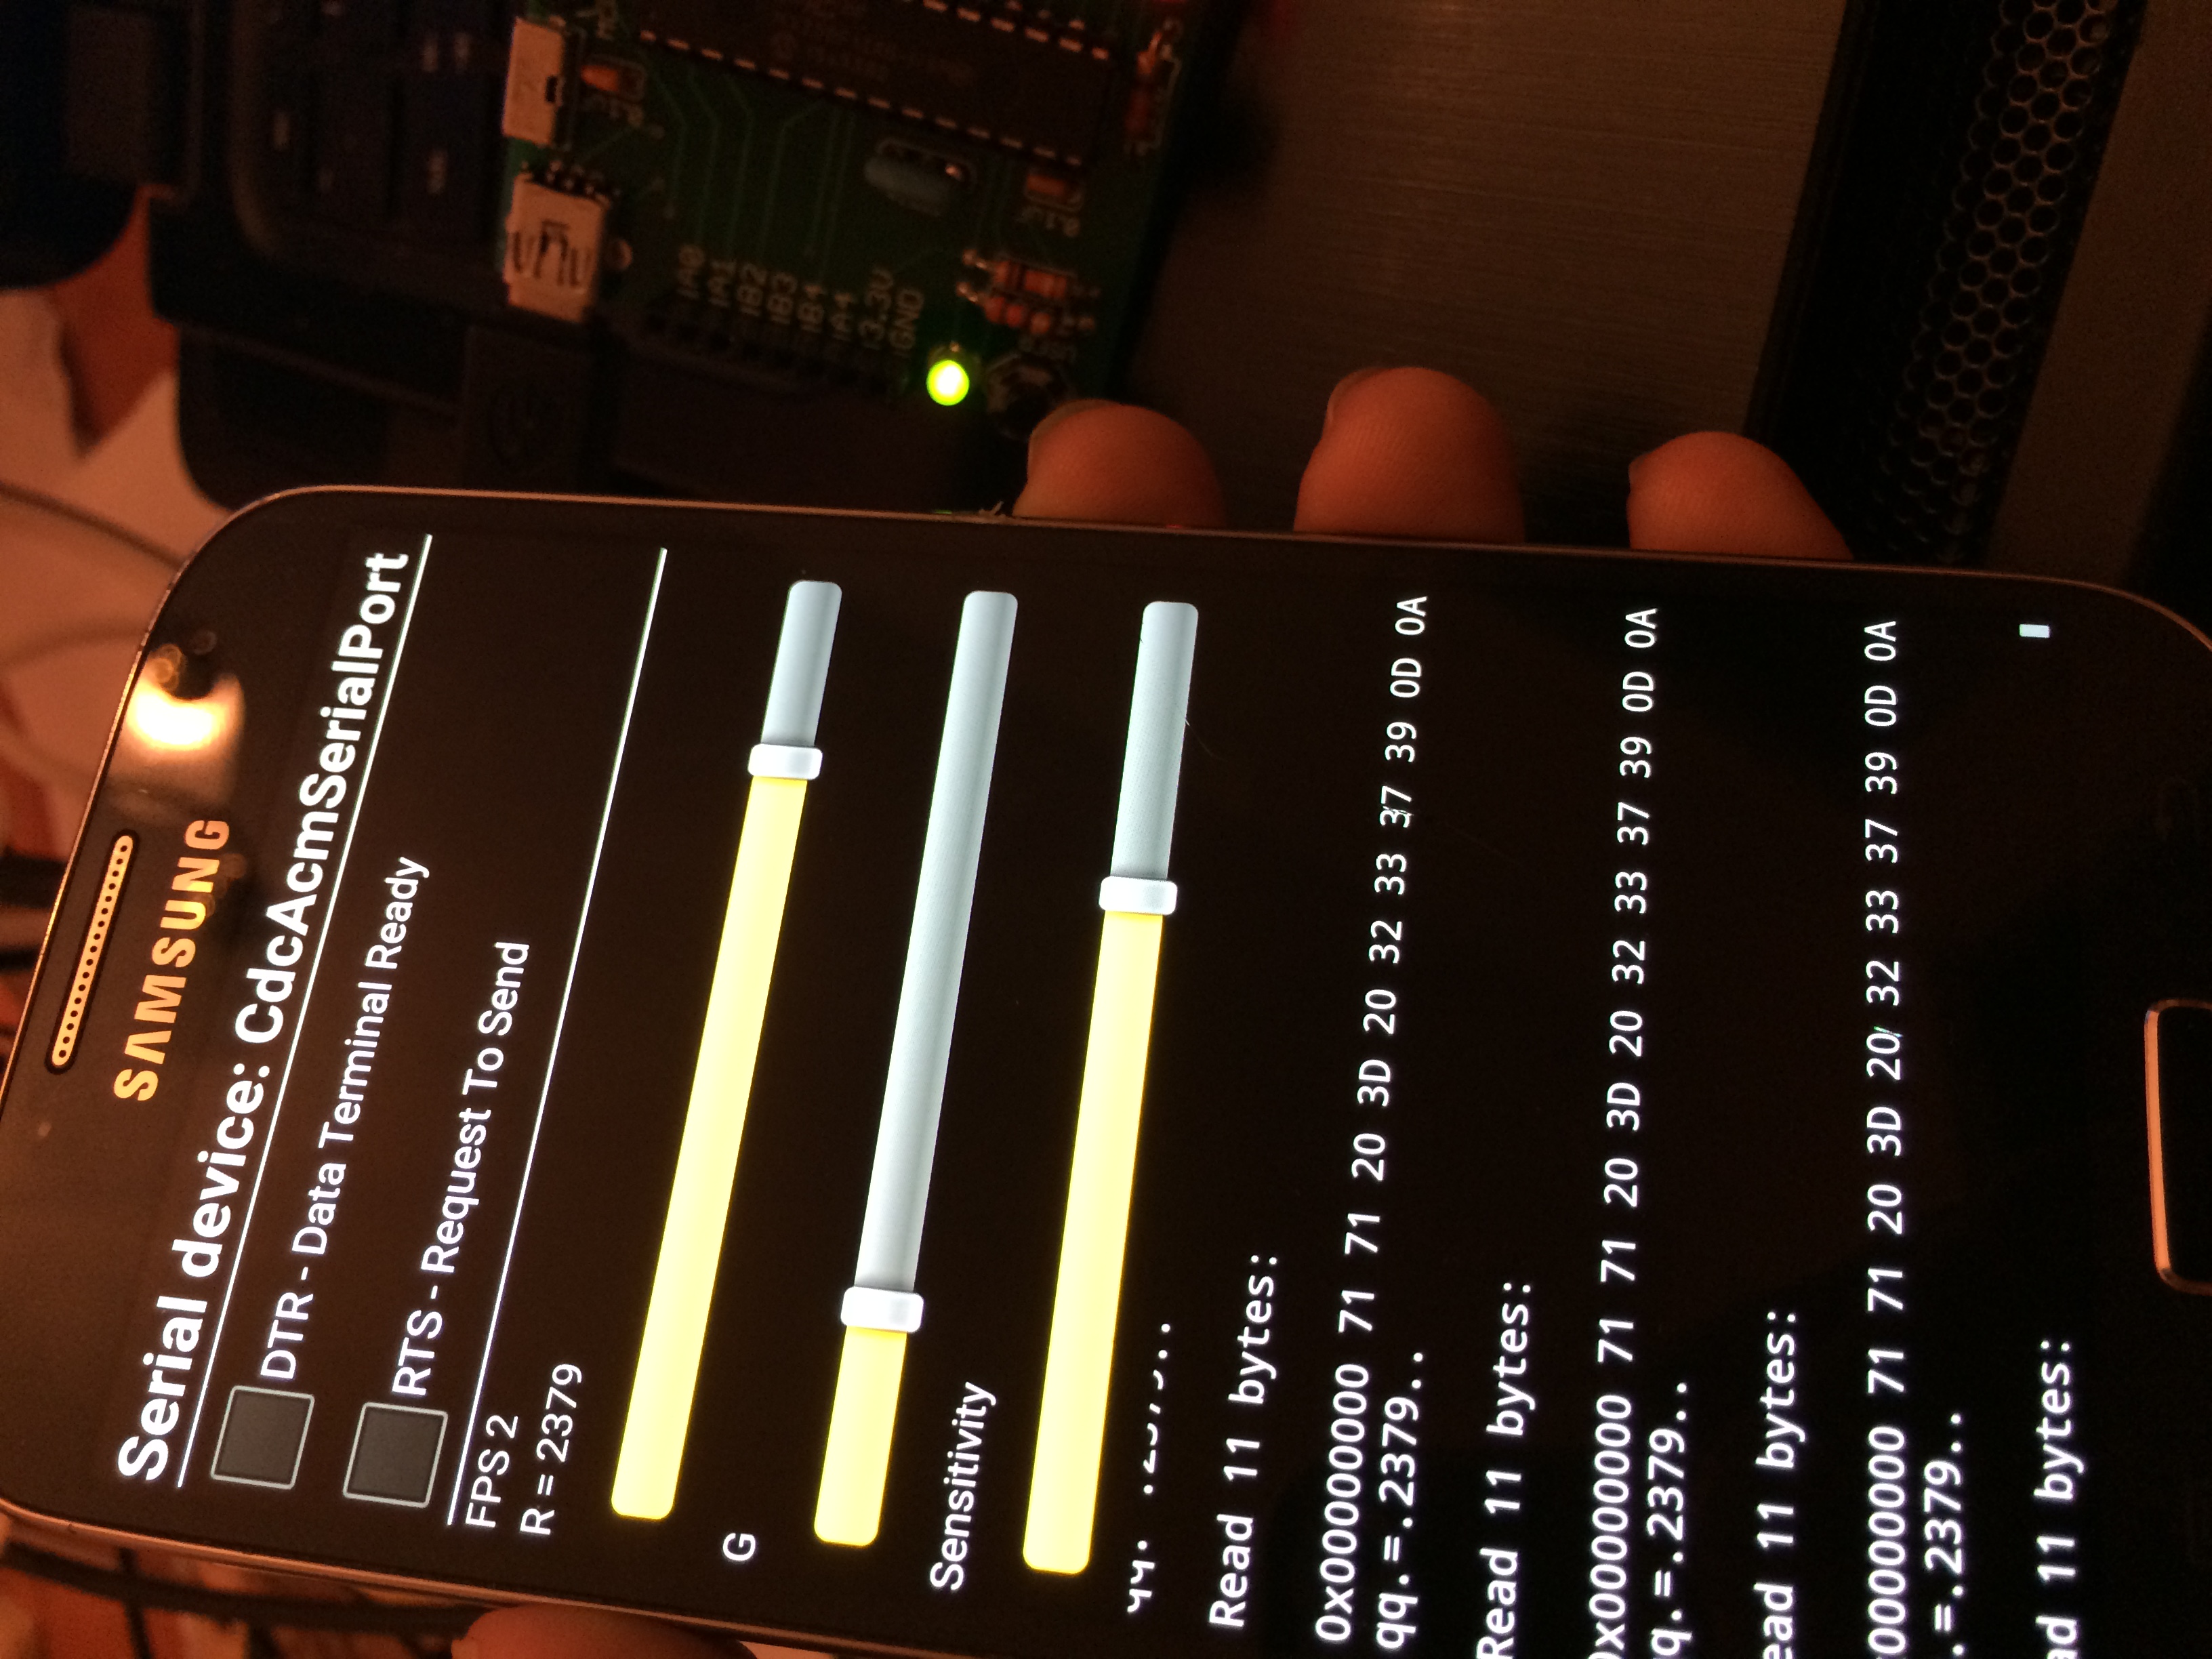 SAMSUNG
Serial device: CdcAcmSerialPort
DTR - Data Terminal Ready
RTS - Request To Send
FPS 2
R = 2379
G
Sensitivity
Read 11 bytes:
0x00000000 71 71 20 3D 20 32 33 37 39 0D 0A
qq.=.2379..
Read 11 bytes:
0x00000000 71 71 20 3D 20 32 33 37 39 0D 0A
q.=.2379..
ead 11 bytes:
00000000 71 71 20 3D 20 32 33 37 39 0D 0A
.=.2379..
ad 11 bytes:
IA0
IA1
IB2
IB3
IB4
IA4
3.3V
GND